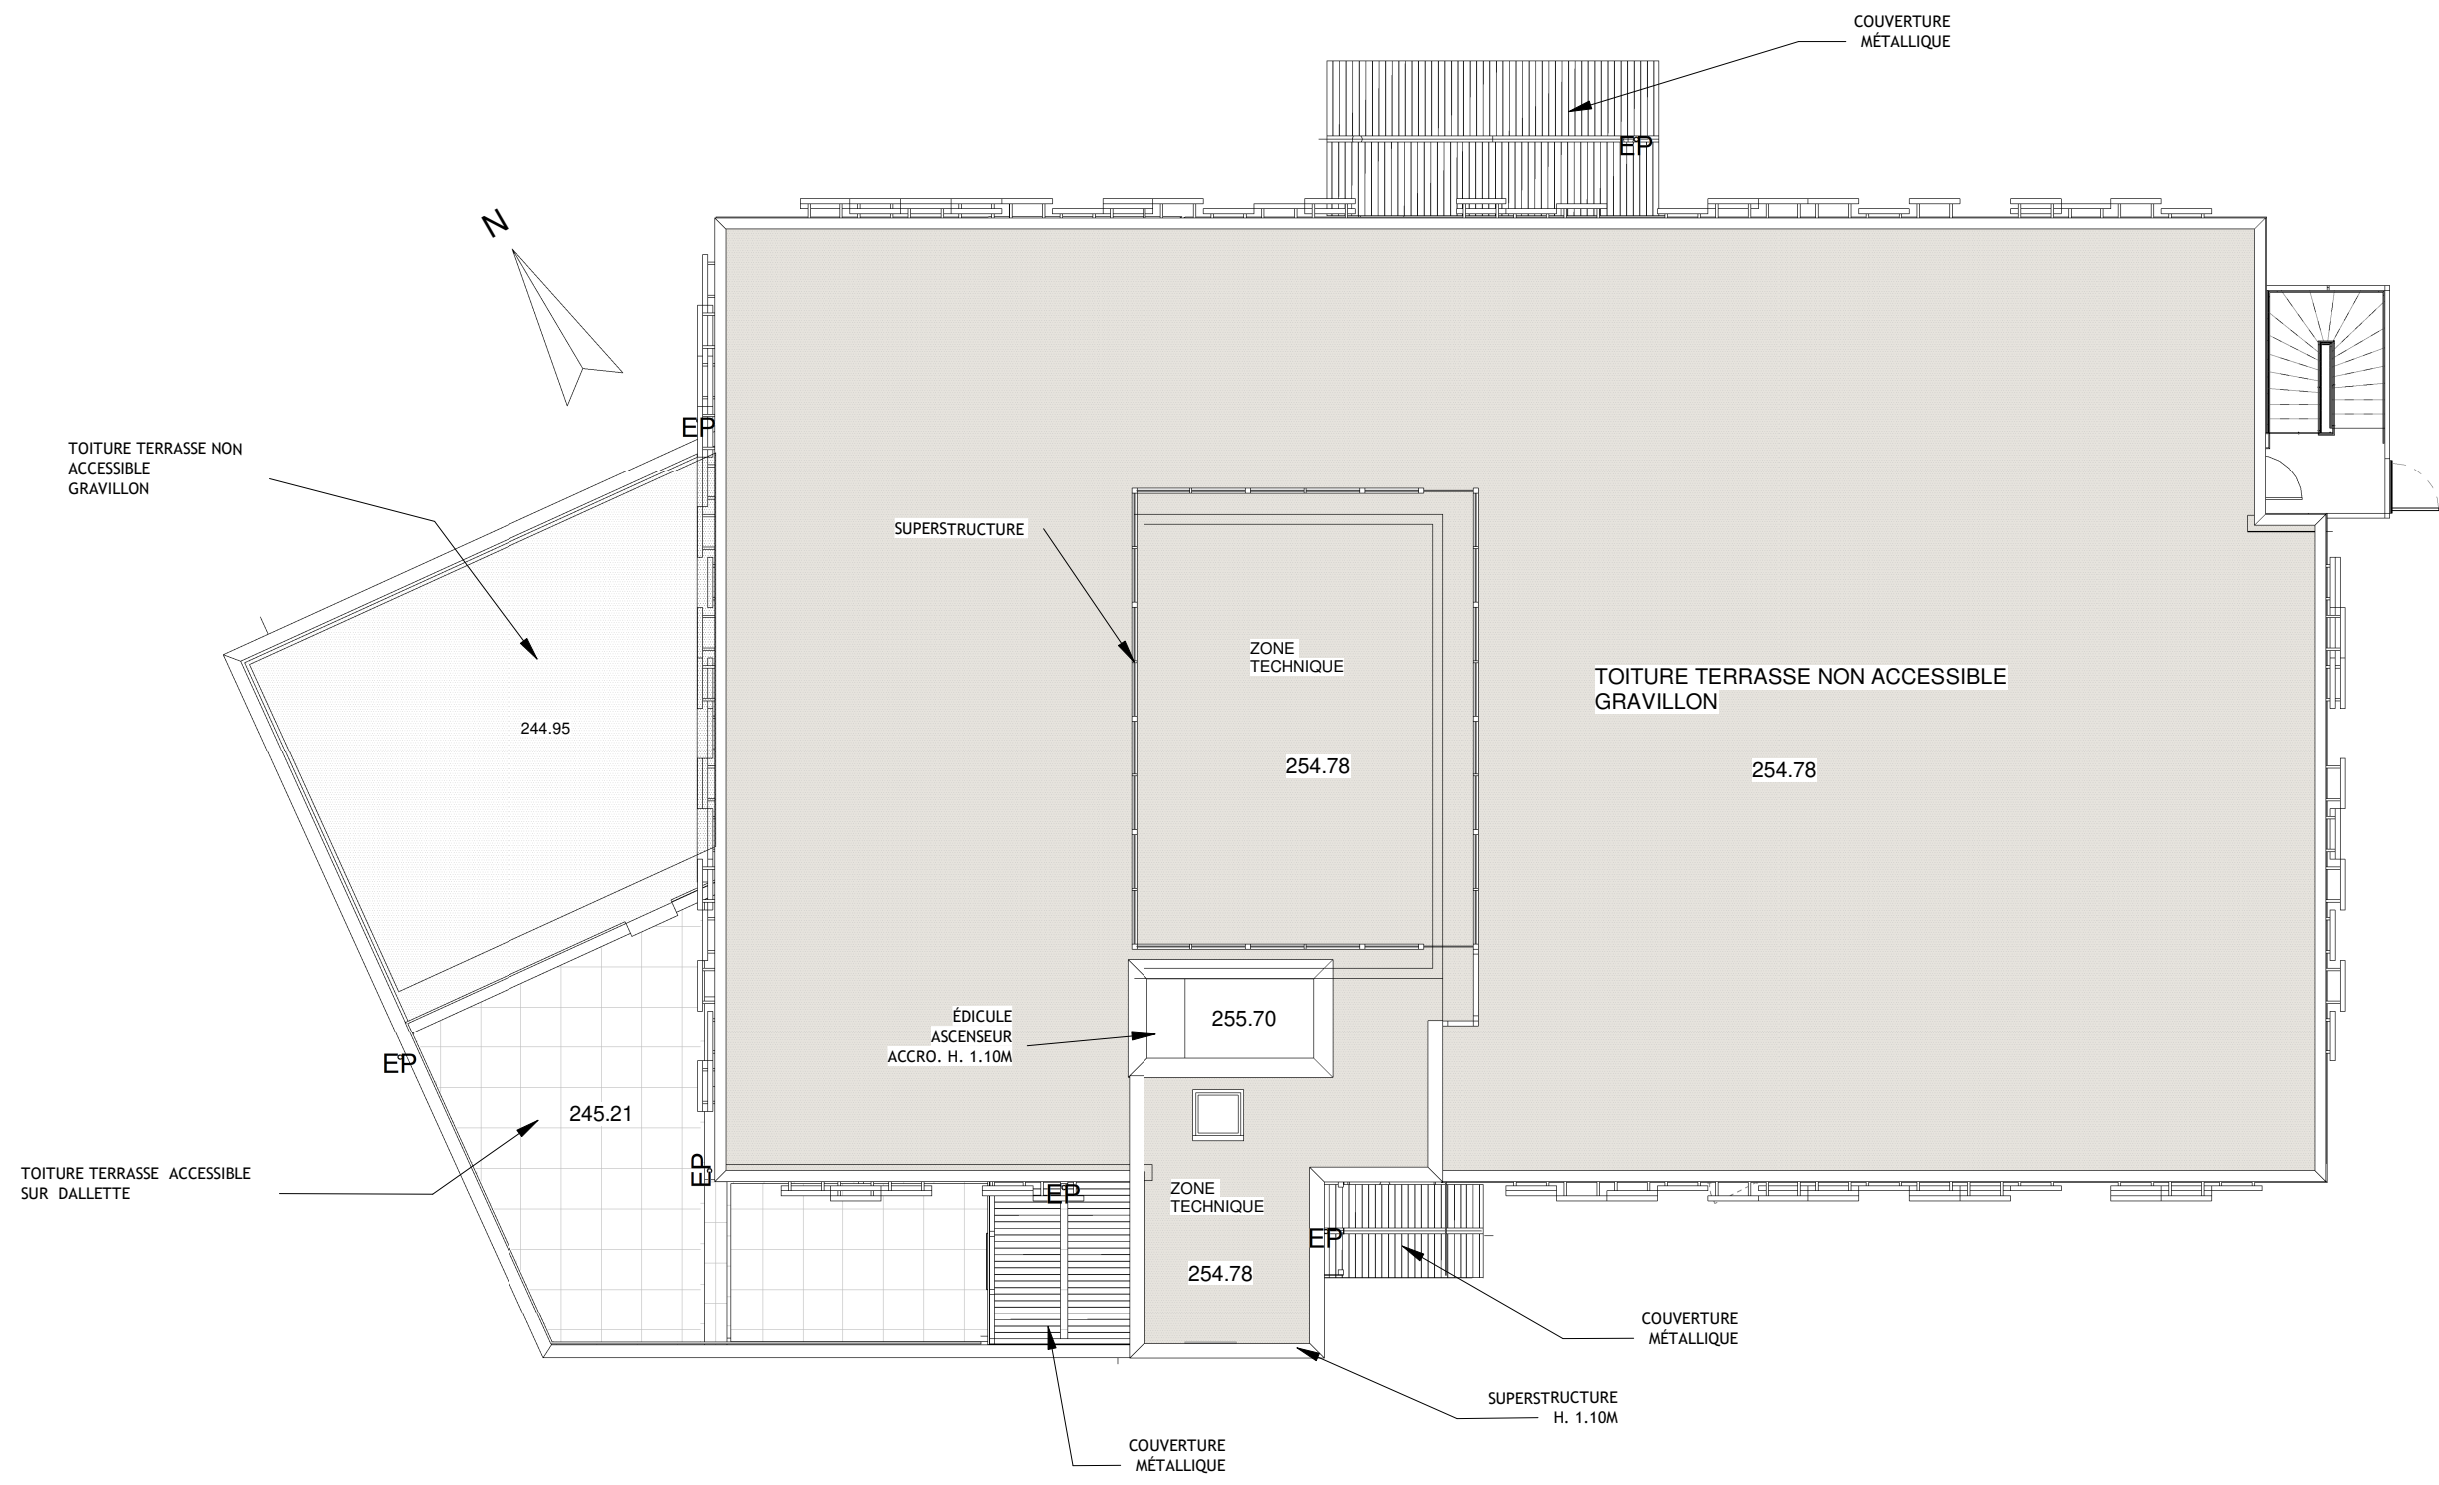 COUVERTURE
MÉTALLIQUE
EP
N
EP
TOITURE TERRASSE NON
ACCESSIBLE
GRAVILLON
SUPERSTRUCTURE
ZONE
TECHNIQUE
TOITURE TERRASSE NON ACCESSIBLE
GRAVILLON
244.95
254.78
254.78
ÉDICULE
ASCENSEUR
ACCRO. H. 1.10M
255.70
EP
245.21
TOITURE TERRASSE ACCESSIBLE
SUR DALLETTE
EP
EP
ZONE
TECHNIQUE
EP
254.78
COUVERTURE
MÉTALLIQUE
SUPERSTRUCTURE
H. 1.10M
COUVERTURE
MÉTALLIQUE